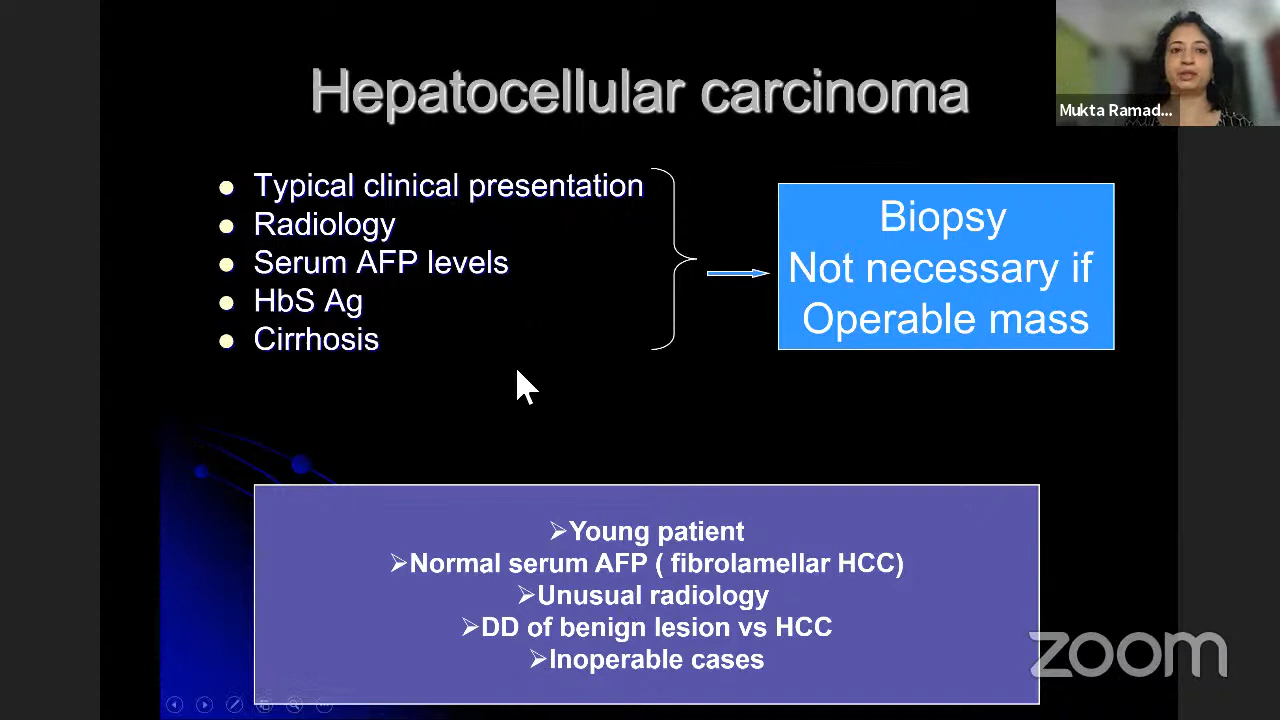 Hepatocellular carcinoma
Mukta Ramad...
Typical clinical presentation
Radiology
Serum AFP levels
HbS Ag
Cirrhosis
Biopsy
Not necessary if
Operable mass
➢Young patient
➢Normal serum AFP ( fibrolamellar HCC)
➢Unusual radiology
➢DD of benign lesion vs HCC
➢Inoperable cases
zoom